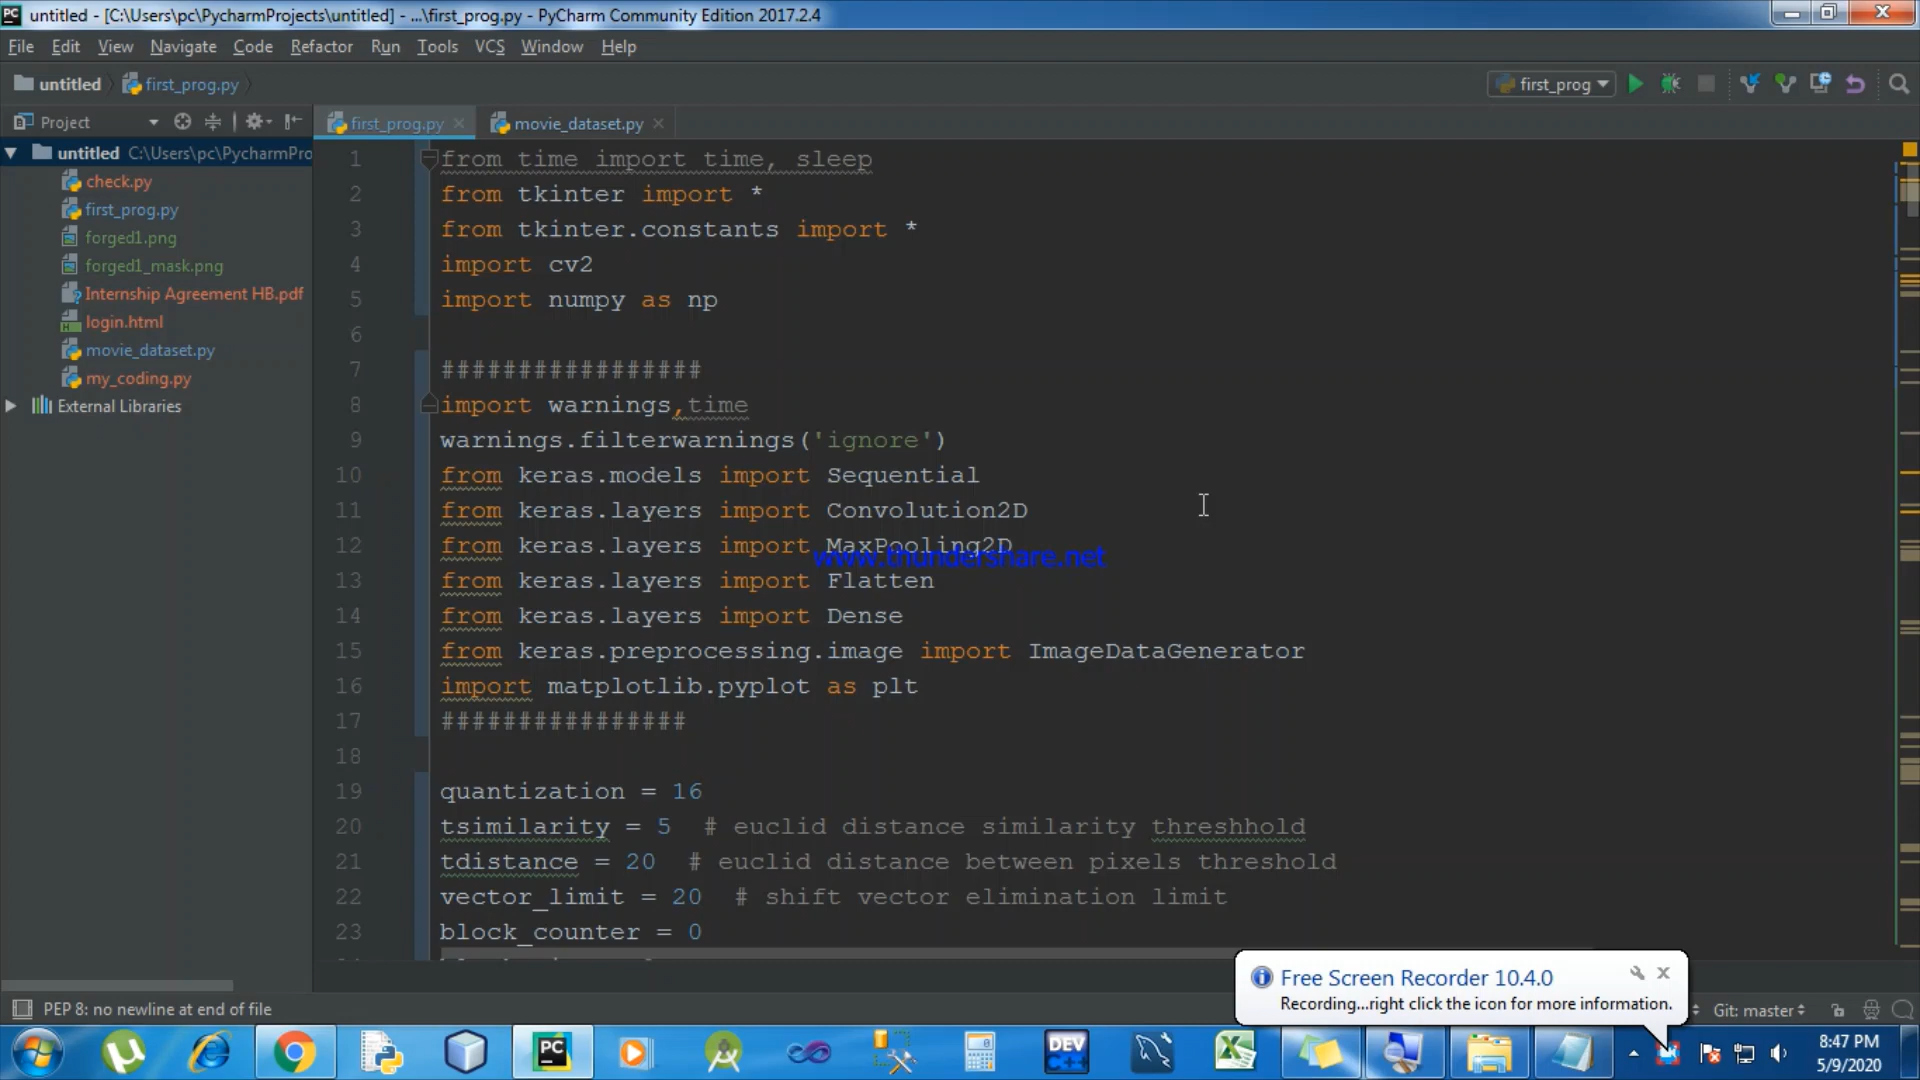 untitled - [C:\Users\pc\PycharmProjects\untitled] - ...\first_prog.py - PyCharm Community Edition 2017.2.4
File Edit View Navigate Code Refactor Run Tools VCS Window Help
untitled first_prog.py first_prog
Project first_prog.py movie_dataset.py
untitled C:\Users\pc\PycharmPro
check.py
first_prog.py
forged1.png
forged1_mask.png
Internship Agreement HB.pdf
login.html
movie_dataset.py
my_coding.py
External Libraries
1 from time import time, sleep
2 from tkinter import *
3 from tkinter.constants import *
4 import cv2
5 import numpy as np
6
7 #################
8 import warnings,time
9 warnings.filterwarnings('ignore')
10 from keras.models import Sequential
11 from keras.layers import Convolution2D
12 from keras.layers import MaxPooling2D
www.thundershare.net
13 from keras.layers import Flatten
14 from keras.layers import Dense
15 from keras.preprocessing.image import ImageDataGenerator
16 import matplotlib.pyplot as plt
17 ################
18
19 quantization = 16
20 tsimilarity = 5 # euclid distance similarity threshhold
21 tdistance = 20 # euclid distance between pixels threshold
22 vector_limit = 20 # shift vector elimination limit
23 block_counter = 0
Free Screen Recorder 10.4.0
Recording...right click the icon for more information.
PEP 8: no newline at end of file
Git: master
PC
DEV
C++
8:47 PM
5/9/2020